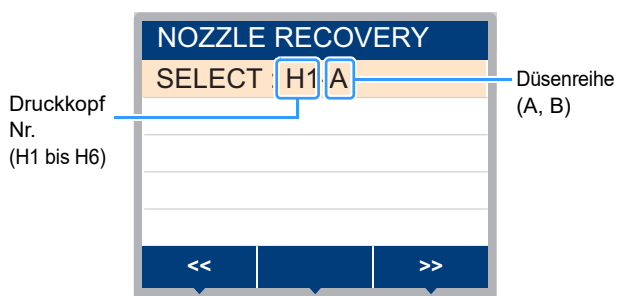 NOZZLE RECOVERY
SELECT : H1-A
Druckkopf
Nr.
(H1 bis H6)
Düsenreihe
(A, B)
<< >>